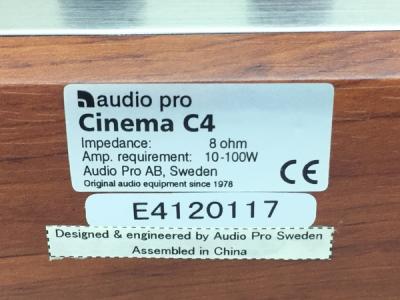 audio pro
Cinema C4
Impedance: 8 ohm
Amp. requirement: 10-100W
Audio Pro AB, Sweden
Original audio equipment since 1978
CE
E4120117
Designed & engineered by Audio Pro Sweden
Assembled in China